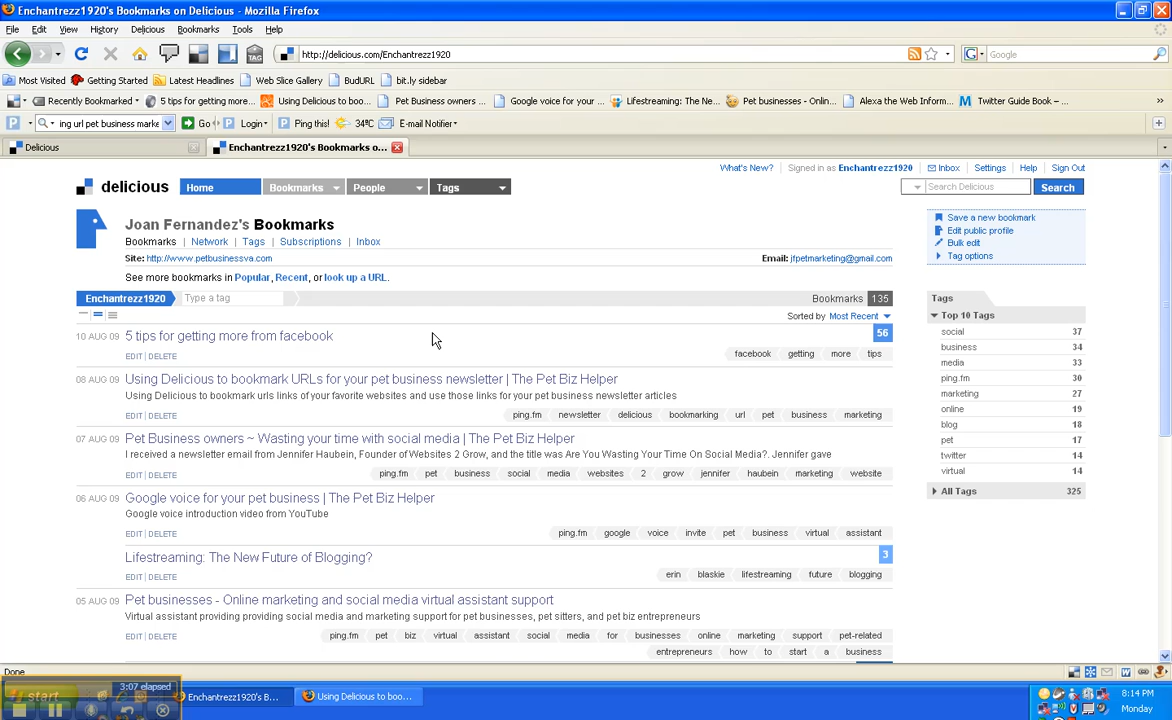 Enchantrezz1920's Bookmarks on Delicious - Mozilla Firefox
File Edit View History Delicious Bookmarks Tools Help
TAG http://delicious.com/Enchantrezz1920 Google
Most Visited Getting Started Latest Headlines Web Slice Gallery BudURL bit.ly sidebar
Recently Bookmarked 5 tips for getting more... Using Delicious to boo... Pet Business owners ... Google voice for your ... Lifestreaming: The Ne... Pet businesses - Onlin... Alexa the Web Inform... Twitter Guide Book – ... »
ing url pet business marke Go Login Ping this! 34°C E-mail Notifier
Delicious Enchantrezz1920's Bookmarks o...
What's New? Signed in as Enchantrezz1920 Inbox Settings Help Sign Out
delicious Home Bookmarks People Tags Search Delicious Search
Joan Fernandez's Bookmarks
Bookmarks Network Tags Subscriptions Inbox
Site: http://www.petbusinessva.com Email: jfpetmarketing@gmail.com
See more bookmarks in Popular, Recent, or look up a URL.
Save a new bookmark
Edit public profile
Bulk edit
Tag options
Enchantrezz1920 Type a tag Bookmarks 135
Sorted by Most Recent
10 AUG 09 5 tips for getting more from facebook 56
EDIT | DELETE facebook getting more tips
08 AUG 09 Using Delicious to bookmark URLs for your pet business newsletter | The Pet Biz Helper
Using Delicious to bookmark urls links of your favorite websites and use those links for your pet business newsletter articles
EDIT | DELETE ping.fm newsletter delicious bookmarking url pet business marketing
07 AUG 09 Pet Business owners ~ Wasting your time with social media | The Pet Biz Helper
I received a newsletter email from Jennifer Haubein, Founder of Websites 2 Grow, and the title was Are You Wasting Your Time On Social Media?. Jennifer gave
EDIT | DELETE ping.fm pet business social media websites 2 grow jennifer haubein marketing website
06 AUG 09 Google voice for your pet business | The Pet Biz Helper
Google voice introduction video from YouTube
EDIT | DELETE ping.fm google voice invite pet business virtual assistant
Lifestreaming: The New Future of Blogging? 3
EDIT | DELETE erin blaskie lifestreaming future blogging
05 AUG 09 Pet businesses - Online marketing and social media virtual assistant support
Virtual assistant providing providing social media and marketing support for pet businesses, pet sitters, and pet biz entrepreneurs
EDIT | DELETE ping.fm pet biz virtual assistant social media for businesses online marketing support pet-related
entrepreneurs how to start a business
Tags
Top 10 Tags
social 37
business 34
media 33
ping.fm 30
marketing 27
online 19
blog 18
pet 17
twitter 14
virtual 14
All Tags 325
Done
start 3:07 elapsed Enchantrezz1920's B... Using Delicious to boo... 8:14 PM
Monday